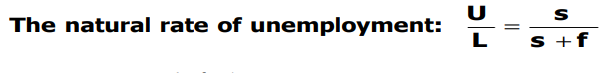 The natural rate of unemployment: U/L = s/(s + f)